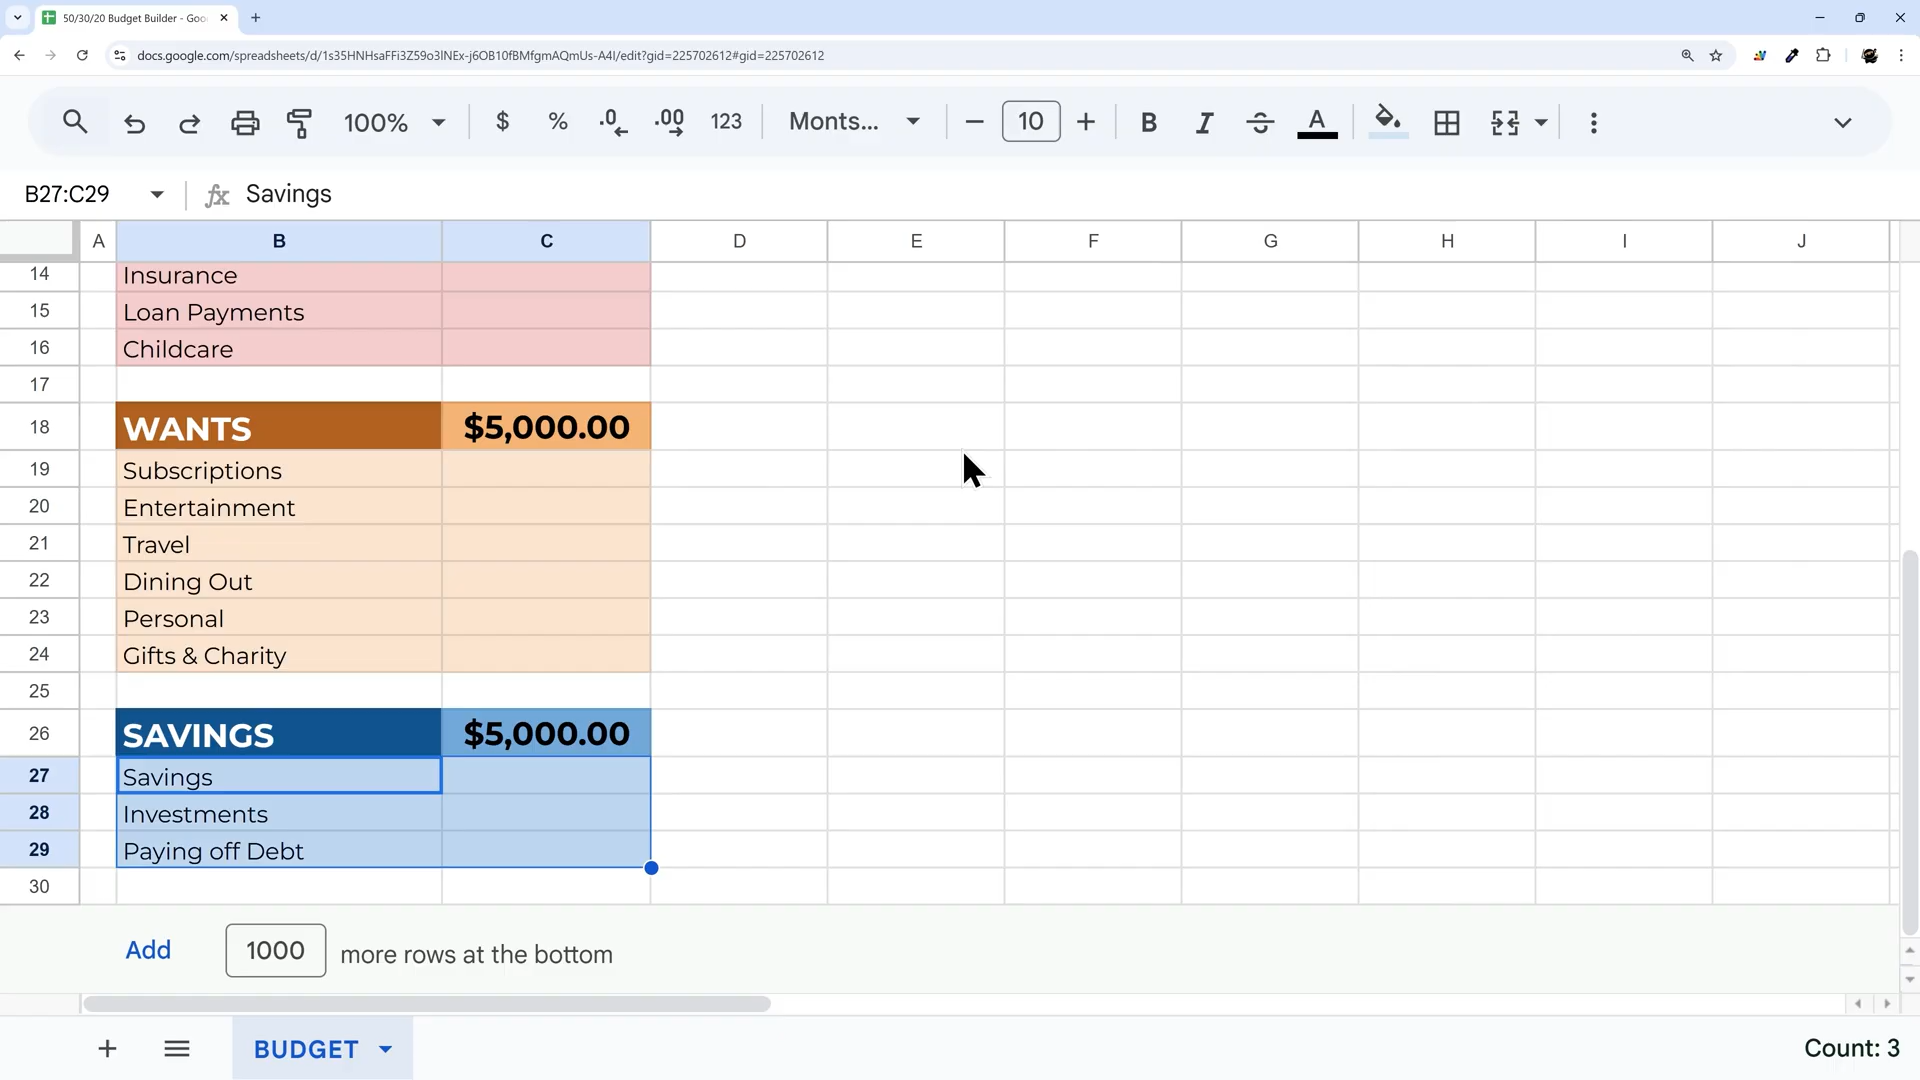 50/30/20 Budget Builder - Goo
docs.google.com/spreadsheets/d/1s35HNHsaFFi3Z59o3lNEx-j6OB10fBMfgmAQmUs-A4I/edit?gid=225702612#gid=225702612
100% $ % .0 .00 123 Monts... 10 B I A
B27:C29 fx Savings
A B C D E F G H I J
14 Insurance
15 Loan Payments
16 Childcare
17
18 WANTS $5,000.00
19 Subscriptions
20 Entertainment
21 Travel
22 Dining Out
23 Personal
24 Gifts & Charity
25
26 SAVINGS $5,000.00
27 Savings
28 Investments
29 Paying off Debt
30
Add 1000 more rows at the bottom
BUDGET Count: 3